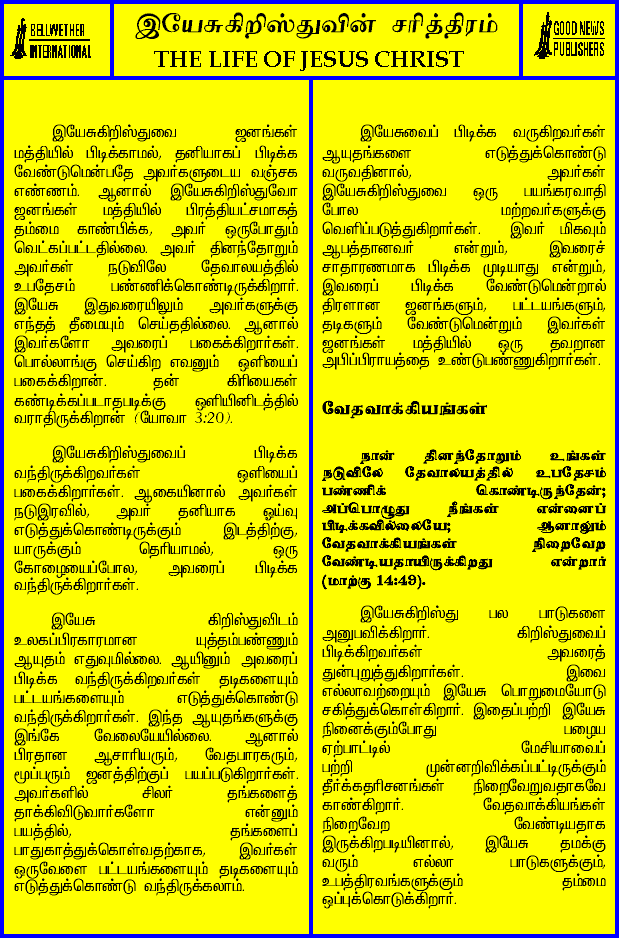 BELLWETHER
INTERNATIONAL
இயேசுகிறிஸ்துவின் சரித்திரம்
THE LIFE OF JESUS CHRIST
GOOD NEWS
PUBLISHERS
இயேசுகிறிஸ்துவை ஜனங்கள்
மத்தியில் பிடிக்காமல், தனியாகப் பிடிக்க
வேண்டுமென்பதே அவர்களுடைய வஞ்சக
எண்ணம். ஆனால் இயேசுகிறிஸ்துவோ
ஜனங்கள் மத்தியில் பிரத்தியட்சமாகத்
தம்மை காண்பிக்க, அவர் ஒருபோதும்
வெட்கப்பட்டதில்லை. அவர் தினந்தோறும்
அவர்கள் நடுவிலே தேவாலயத்தில்
உபதேசம் பண்ணிக்கொண்டிருக்கிறார்.
இயேசு இதுவரையிலும் அவர்களுக்கு
எந்தத் தீமையும் செய்ததில்லை. ஆனால்
இவர்களோ அவரைப் பகைக்கிறார்கள்.
பொல்லாங்கு செய்கிற எவனும் ஒளியைப்
பகைக்கிறான். தன் கிரியைகள்
கண்டிக்கப்படாதபடிக்கு ஒளியினிடத்தில்
வராதிருக்கிறான் (யோவா 3:20).
இயேசுகிறிஸ்துவைப் பிடிக்க
வந்திருக்கிறவர்கள் ஒளியைப்
பகைக்கிறார்கள். ஆகையினால் அவர்கள்
நடுஇரவில், அவர் தனியாக ஓய்வு
எடுத்துக்கொண்டிருக்கும் இடத்திற்கு,
யாருக்கும் தெரியாமல், ஒரு
கோழையைப்போல, அவரைப் பிடிக்க
வந்திருக்கிறார்கள்.
இயேசு கிறிஸ்துவிடம்
உலகப்பிரகாரமான யுத்தம்பண்ணும்
ஆயுதம் எதுவுமில்லை. ஆயினும் அவரைப்
பிடிக்க வந்திருக்கிறவர்கள் தடிகளையும்
பட்டயங்களையும் எடுத்துக்கொண்டு
வந்திருக்கிறார்கள். இந்த ஆயுதங்களுக்கு
இங்கே வேலையேயில்லை. ஆனால்
பிரதான ஆசாரியரும், வேதபாரகரும்,
மூப்பரும் ஜனத்திற்குப் பயப்படுகிறார்கள்.
அவர்களில் சிலர் தங்களைத்
தாக்கிவிடுவார்களோ என்னும்
பயத்தில், தங்களைப்
பாதுகாத்துக்கொள்வதற்காக, இவர்கள்
ஒருவேளை பட்டயங்களையும் தடிகளையும்
எடுத்துக்கொண்டு வந்திருக்கலாம்.
இயேசுவைப் பிடிக்க வருகிறவர்கள்
ஆயுதங்களை எடுத்துக்கொண்டு
வருவதினால், அவர்கள்
இயேசுகிறிஸ்துவை ஒரு பயங்கரவாதி
போல மற்றவர்களுக்கு
வெளிப்படுத்துகிறார்கள். இவர் மிகவும்
ஆபத்தானவர் என்றும், இவரைச்
சாதாரணமாக பிடிக்க முடியாது என்றும்,
இவரைப் பிடிக்க வேண்டுமென்றால்
திரளான ஜனங்களும், பட்டயங்களும்,
தடிகளும் வேண்டுமென்றும் இவர்கள்
ஜனங்கள் மத்தியில் ஒரு தவறான
அபிப்பிராயத்தை உண்டுபண்ணுகிறார்கள்.
வேதவாக்கியங்கள்
நான் தினந்தோறும் உங்கள்
நடுவிலே தேவாலயத்தில் உபதேசம்
பண்ணிக் கொண்டிருந்தேன்;
அப்பொழுது நீங்கள் என்னைப்
பிடிக்கவில்லையே; ஆனாலும்
வேதவாக்கியங்கள் நிறைவேற
வேண்டியதாயிருக்கிறது என்றார்
(மாற்கு 14:49).
இயேசுகிறிஸ்து பல பாடுகளை
அனுபவிக்கிறார். கிறிஸ்துவைப்
பிடிக்கிறவர்கள் அவரைத்
துன்புறுத்துகிறார்கள். இவை
எல்லாவற்றையும் இயேசு பொறுமையோடு
சகித்துக்கொள்கிறார். இதைப்பற்றி இயேசு
நினைக்கும்போது பழைய
ஏற்பாட்டில் மேசியாவைப்
பற்றி முன்னறிவிக்கப்பட்டிருக்கும்
தீர்க்கதரிசனங்கள் நிறைவேறுவதாகவே
காண்கிறார். வேதவாக்கியங்கள்
நிறைவேற வேண்டியதாக
இருக்கிறபடியினால், இயேசு தமக்கு
வரும் எல்லா பாடுகளுக்கும்,
உபத்திரவங்களுக்கும் தம்மை
ஒப்புக்கொடுக்கிறார்.